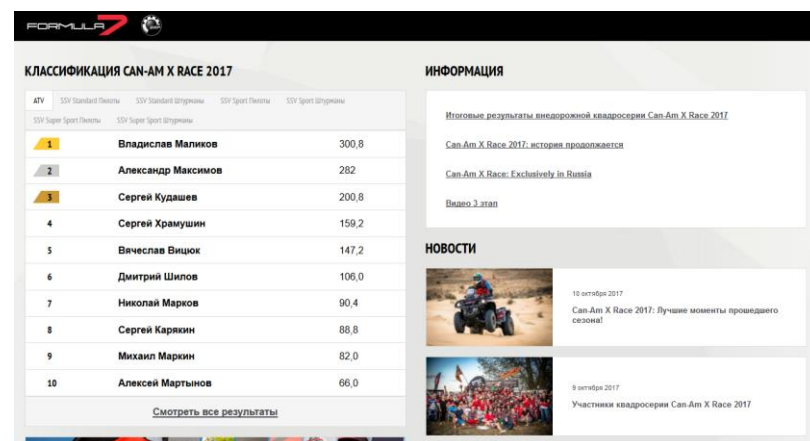 FORMULA 7
КЛАССИФИКАЦИЯ CAN-AM X RACE 2017
ATV SSV Standard Пилоты SSV Standard Штурманы SSV Sport Пилоты SSV Sport Штурманы
SSV Super Sport Пилоты SSV Super Sport Штурманы
1 Владислав Маликов 300,8
2 Александр Максимов 282
3 Сергей Кудашев 200,8
4 Сергей Храмушин 159,2
5 Вячеслав Вицюк 147,2
6 Дмитрий Шилов 106,0
7 Николай Марков 90,4
8 Сергей Карякин 88,8
9 Михаил Маркин 82,0
10 Алексей Мартынов 66,0
Смотреть все результаты
ИНФОРМАЦИЯ
Итоговые результаты внедорожной квадросерии Can-Am X Race 2017
Can-Am X Race 2017: история продолжается
Can-Am X Race: Exclusively in Russia
Видео 3 этап
НОВОСТИ
10 октября 2017
Can-Am X Race 2017: Лучшие моменты прошедшего
сезона!
9 октября 2017
Участники квадросерии Can-Am X Race 2017